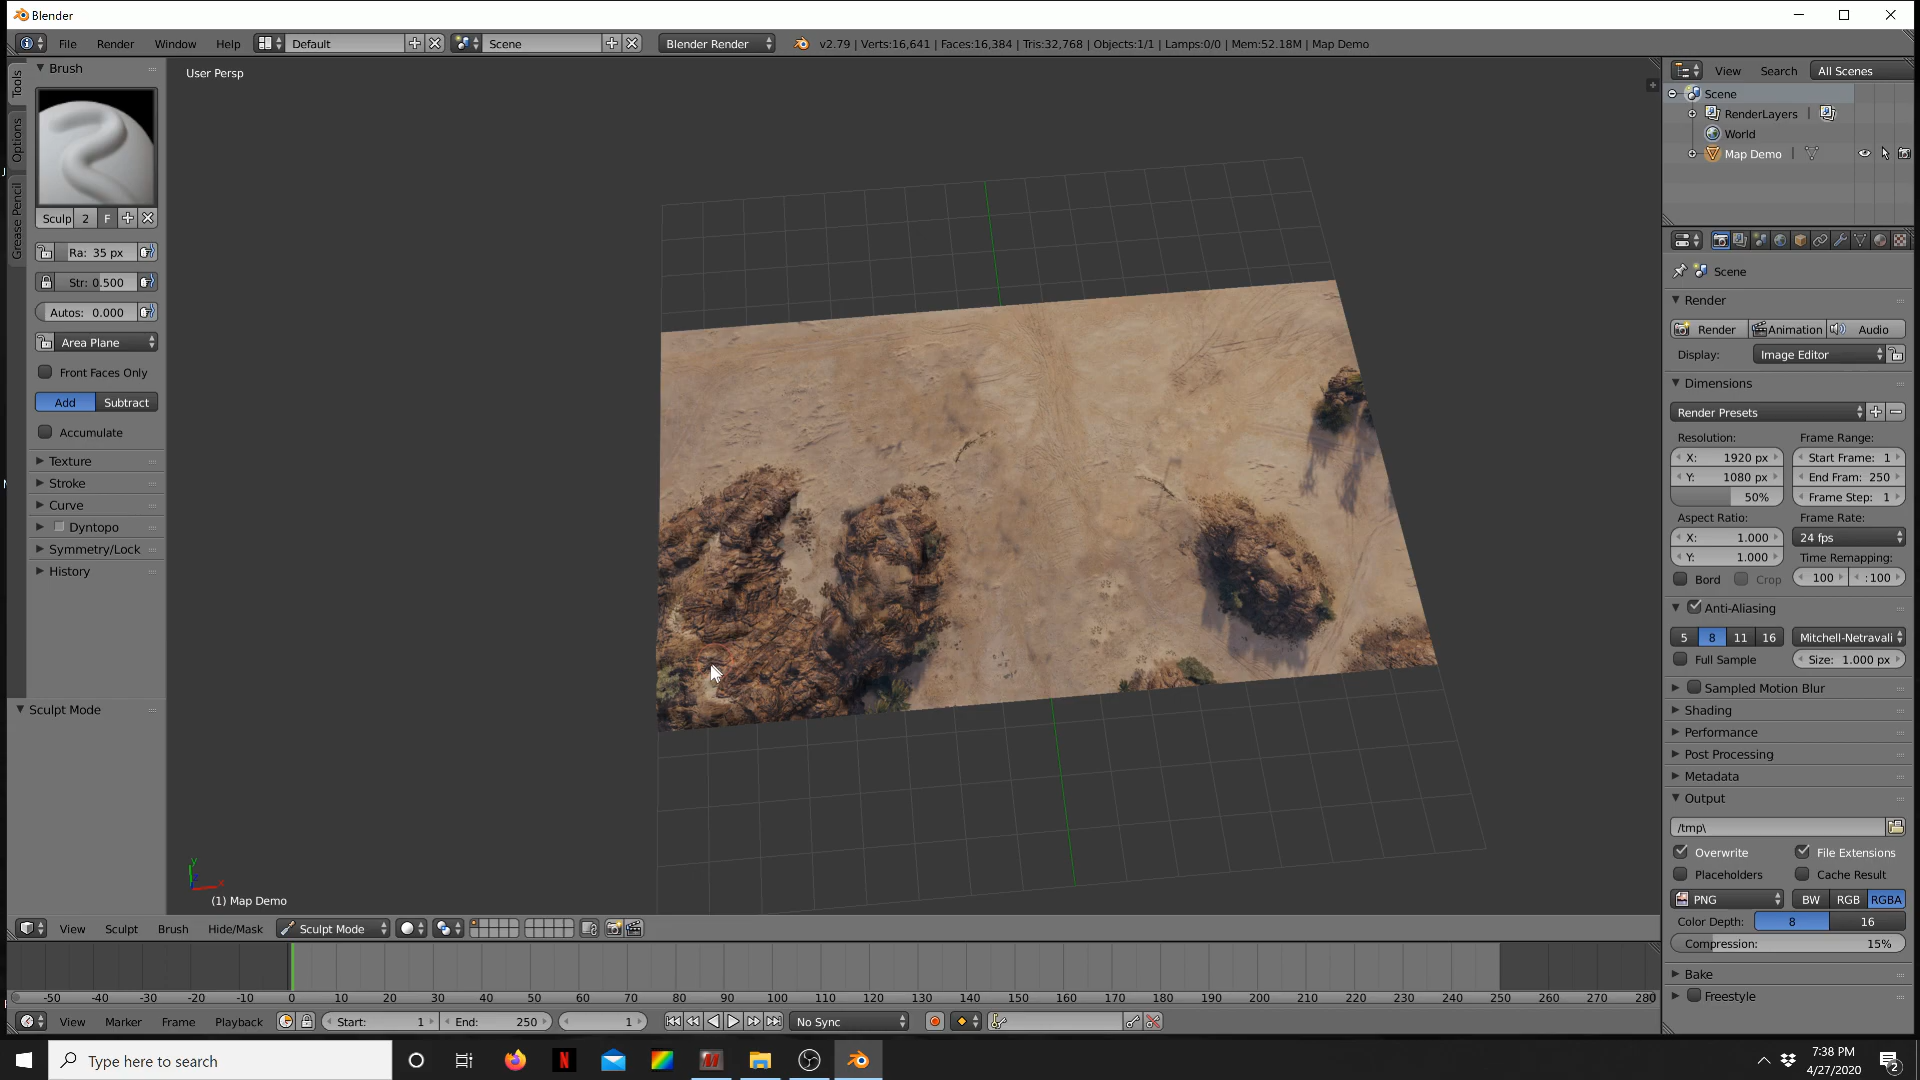 Blender
File Render Window Help Default Scene Blender Render v2.79 | Verts:16,641 | Faces:16,384 | Tris:32,768 | Objects:1/1 | Lamps:0/0 | Mem:52.18M | Map Demo
Tools
Options
Grease Pencil
Brush
Sculp 2 F
Ra: 35 px
Str: 0.500
Autos: 0.000
Area Plane
Front Faces Only
Add Subtract
Accumulate
Texture
Stroke
Curve
Dyntopo
Symmetry/Lock
History
Sculpt Mode
User Persp
(1) Map Demo
View Sculpt Brush Hide/Mask Sculpt Mode
View Search All Scenes
Scene
RenderLayers |
World
Map Demo |
Scene
Render
Render Animation Audio
Display: Image Editor
Dimensions
Render Presets
Resolution: Frame Range:
X: 1920 px Start Frame: 1
Y: 1080 px End Fram: 250
50% Frame Step: 1
Aspect Ratio: Frame Rate:
X: 1.000 24 fps
Y: 1.000 Time Remapping:
Bord Crop 100 :100
Anti-Aliasing
5 8 11 16 Mitchell-Netravali
Full Sample Size: 1.000 px
Sampled Motion Blur
Shading
Performance
Post Processing
Metadata
Output
/tmp\
Overwrite File Extensions
Placeholders Cache Result
PNG BW RGB RGBA
Color Depth: 8 16
Compression: 15%
Bake
Freestyle
-50 -40 -30 -20 -10 0 10 20 30 40 50 60 70 80 90 100 110 120 130 140 150 160 170 180 190 200 210 220 230 240 250 260 270 280
View Marker Frame Playback Start: 1 End: 250 1 No Sync
Type here to search
7:38 PM
4/27/2020
2